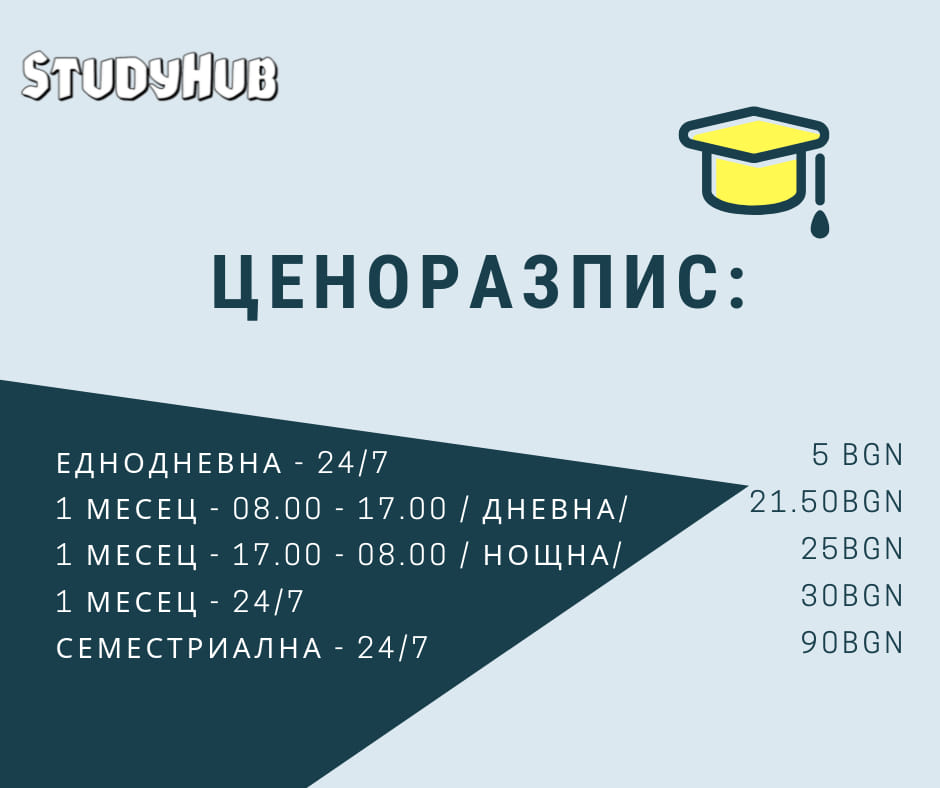 StudyHub
ЦЕНОРАЗПИС:
ЕДНОДНЕВНА - 24/7 5 BGN
1 МЕСЕЦ - 08.00 - 17.00 / ДНЕВНА/ 21.50BGN
1 МЕСЕЦ - 17.00 - 08.00 / НОЩНА/ 25BGN
1 МЕСЕЦ - 24/7 30BGN
СЕМЕСТРИАЛНА - 24/7 90BGN